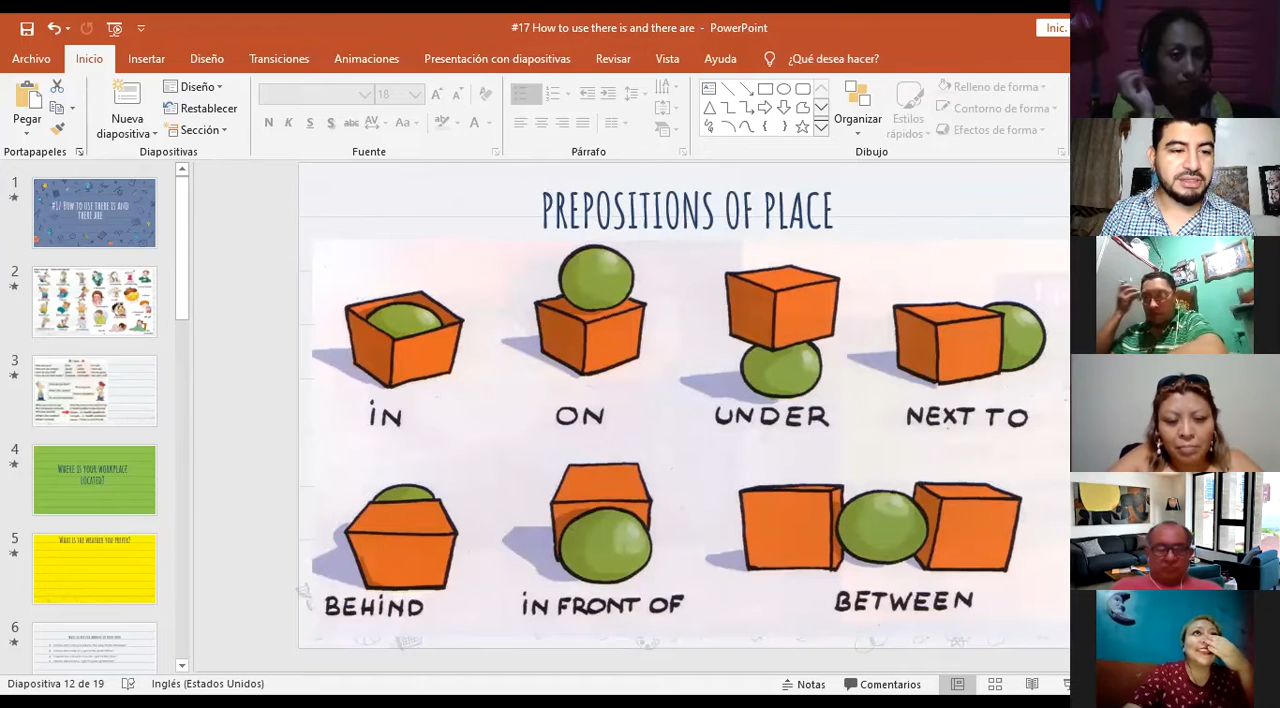 #17 How to use there is and there are - PowerPoint
Inic.
Archivo Inicio Insertar Diseño Transiciones Animaciones Presentación con diapositivas Revisar Vista Ayuda ¿Qué desea hacer?
Pegar
Portapapeles
Nueva
diapositiva
Diseño
Restablecer
Sección
Diapositivas
18
N K S S abc AV Aa A
Fuente
Párrafo
Organizar
Estilos
rápidos
Relleno de forma
Contorno de forma
Efectos de forma
Dibujo
1
#17 How to use there is and
there are
2
3
4
Where is your workplace
located?
5
What is the weather you prefer?
6
PREPOSITIONS OF PLACE
iN ON UNDER NEXT TO
BEHiND iN FRONT OF BETWEEN
Diapositiva 12 de 19 Inglés (Estados Unidos) Notas Comentarios